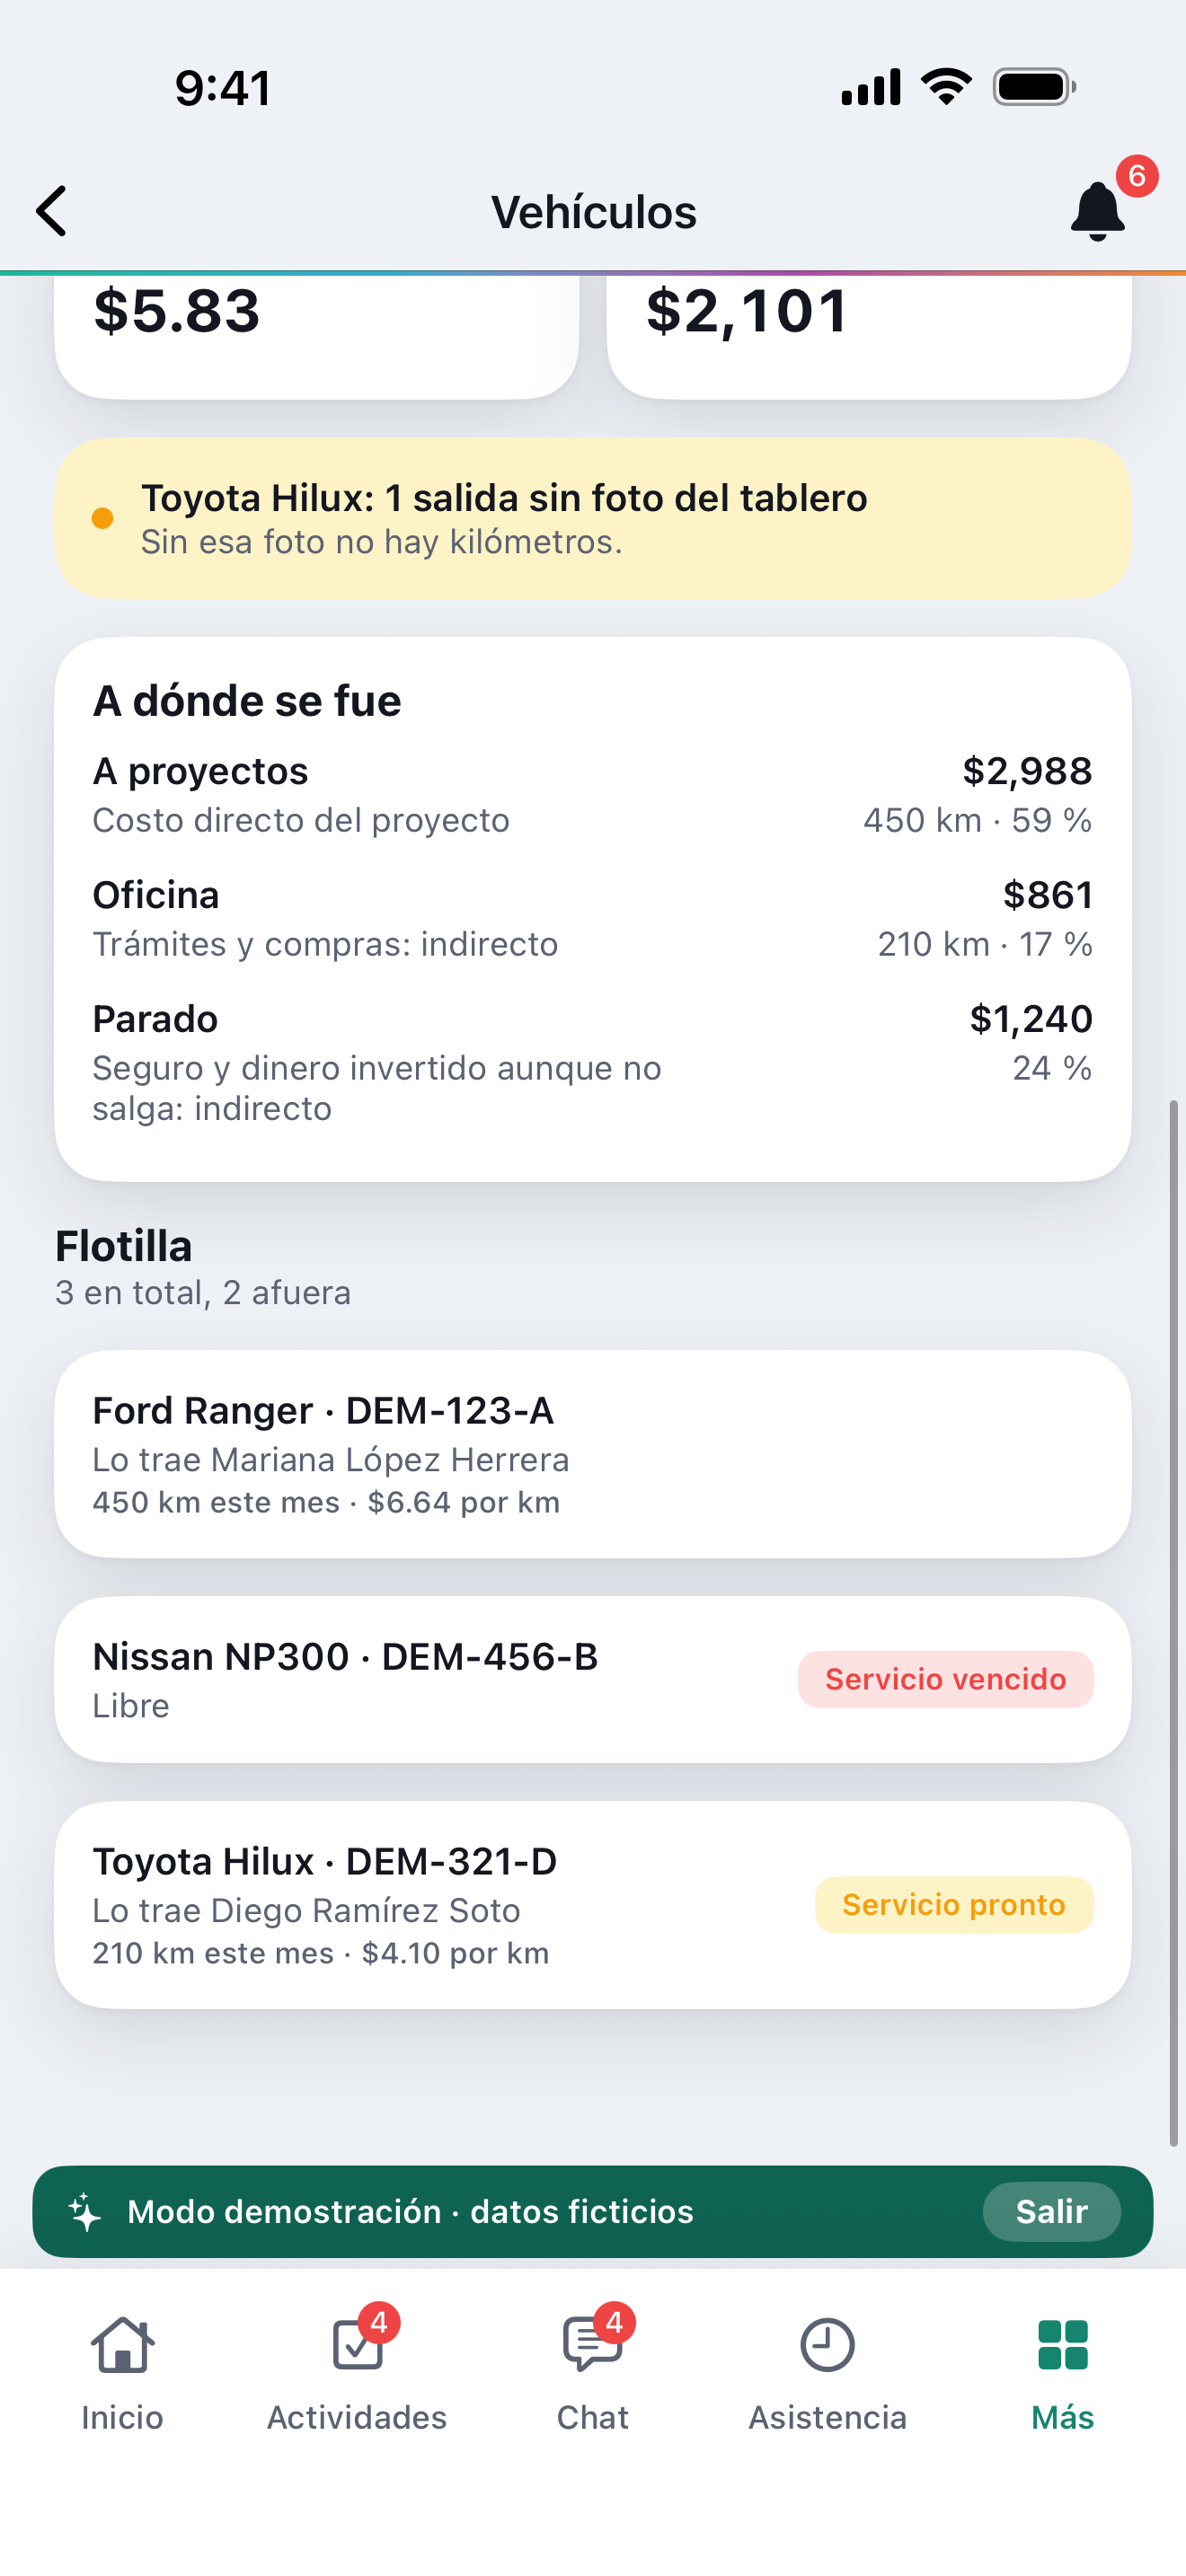 9:41
Vehículos
6
$5.83
$2,101
Toyota Hilux: 1 salida sin foto del tablero
Sin esa foto no hay kilómetros.
A dónde se fue
A proyectos
$2,988
Costo directo del proyecto
450 km · 59 %
Oficina
$861
Trámites y compras: indirecto
210 km · 17 %
Parado
$1,240
Seguro y dinero invertido aunque no
24 %
salga: indirecto
Flotilla
3 en total, 2 afuera
Ford Ranger · DEM-123-A
Lo trae Mariana López Herrera
450 km este mes · $6.64 por km
Nissan NP300 · DEM-456-B
Servicio vencido
Libre
Toyota Hilux · DEM-321-D
Lo trae Diego Ramírez Soto
Servicio pronto
210 km este mes · $4.10 por km
Modo demostración · datos ficticios
Salir
4
4
Inicio
Actividades
Chat
Asistencia
Más